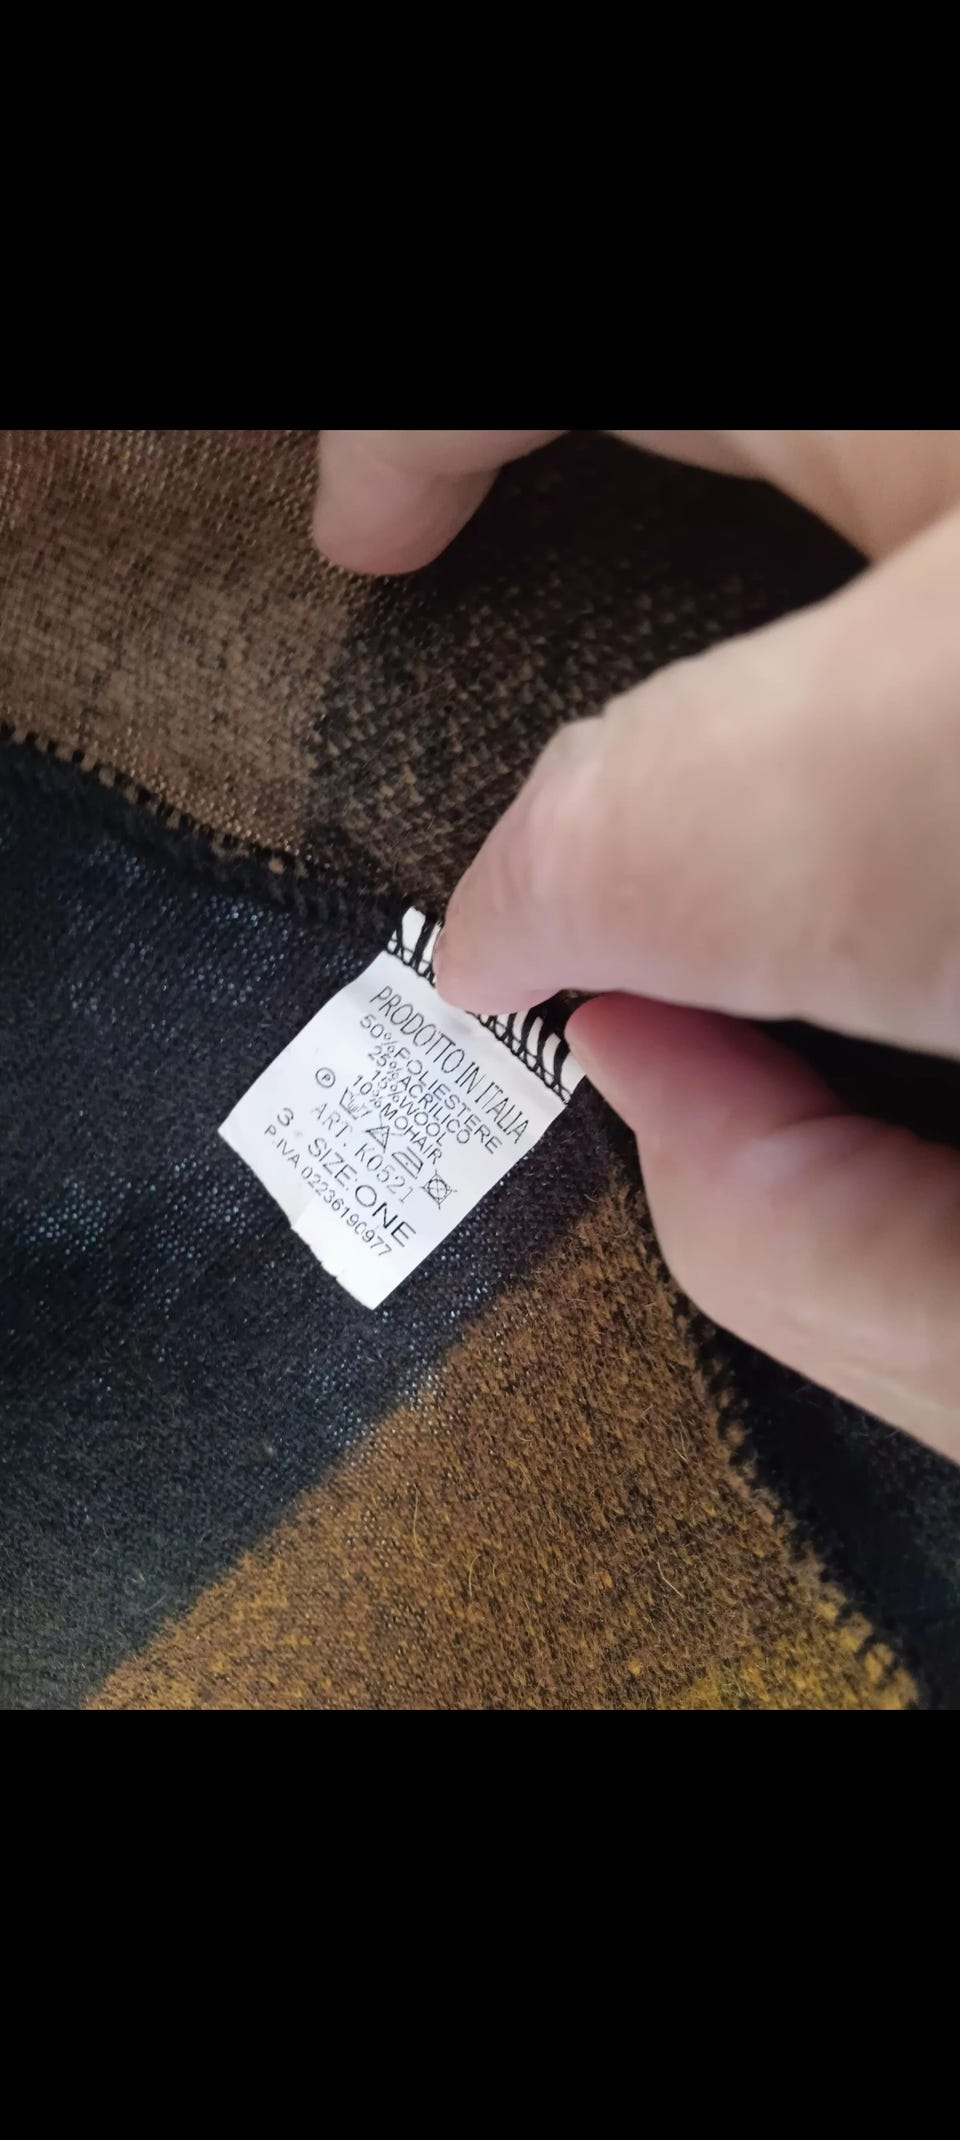 PRODOTTO IN ITALIA
50%POLIESTERE
25%ACRILICO
15%WOOL
10%MOHAIR
P
ART. K0521
3 SIZE:ONE
P.IVA 02236190977